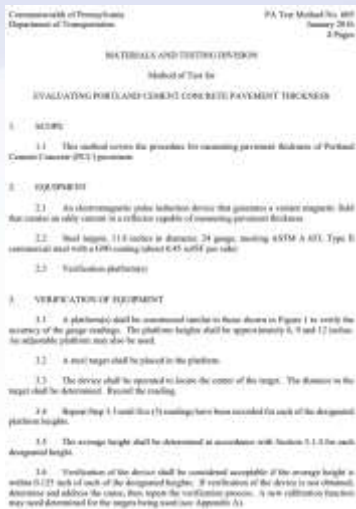 Commonwealth of Pennsylvania
Department of Transportation
PA Test Method No. 
January 2016
4 Pages
MATERIALS AND TESTING DIVISION
Method of Test for
EVALUATING PORTLAND CEMENT CONCRETE PAVEMENT THICKNESS
1. SCOPE
1.1 This method covers the procedure for measuring pavement thickness of Portland
Cement Concrete (PCC) pavement.
2. EQUIPMENT
2.1 An electromagnetic pulse induction device that generates a variant magnetic field
that creates an eddy current in a reflector capable of measuring pavement thickness.
2.2 Steel targets, 11.8 inches in diameter, 24 gauge, meeting ASTM A 653, Type B
commercial steel with a G90 coating (about 0.45 oz/ft² per side)
2.3 Verification platform(s)
3. VERIFICATION OF EQUIPMENT
3.1 A platform(s) shall be constructed similar to those shown in Figure 1 to verify the
accuracy of the gauge readings. The platform heights shall be approximately 6, 9 and 12 inches.
An adjustable platform may also be used.
3.2 A steel target shall be placed in the platform.
3.3 The device shall be operated to locate the center of the target. The distance to the
target shall be determined. Record the reading.
3.4 Repeat Step 3.3 until five (5) readings have been recorded for each of the designated
platform heights.
3.5 The average height shall be determined in accordance with Section 5.1.3 for each
designated height.
3.6 Verification of the device shall be considered acceptable if the average height is
within 0.125 inch of each of the designated heights. If verification of the device is not obtained,
determine and address the cause, then repeat the verification process. A new calibration function
may need determined for the targets being used (see Appendix A).